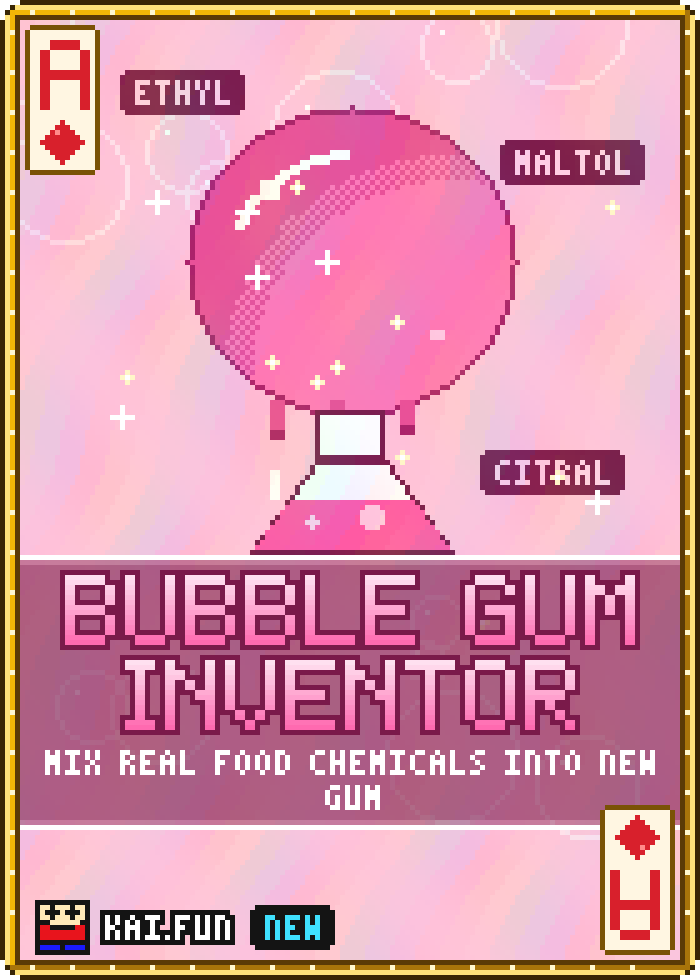 A
ETHYL
MALTOL
CITRAL
BUBBLE GUM
INVENTOR
MIX REAL FOOD CHEMICALS INTO NEW
GUM
A
KAI.FUN NEW